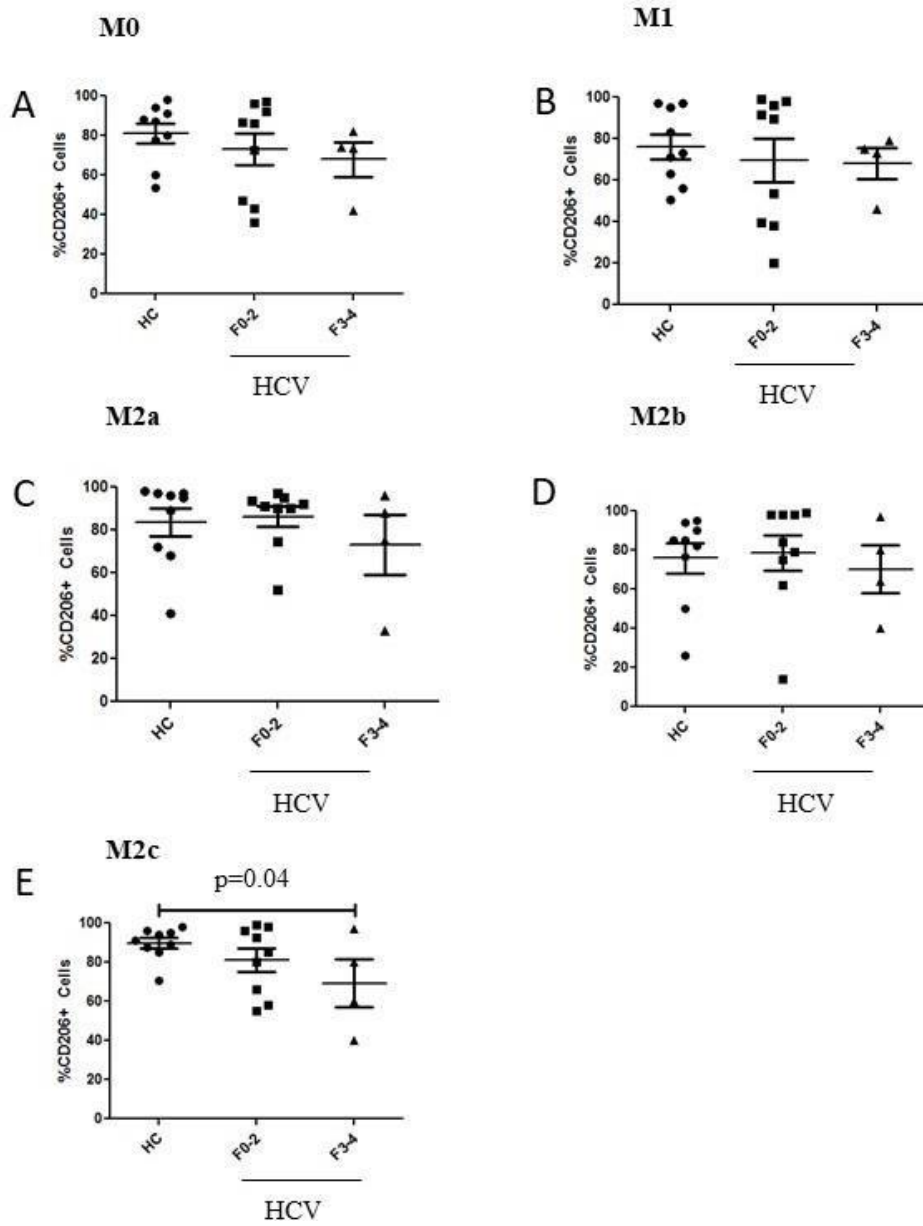 M0
A
%CD206+ Cells
100
80
60
40
20
0
HC
F0-2
F3-4
HCV
M1
B
%CD206+ Cells
100
80
60
40
20
0
HC
F0-2
F3-4
HCV
M2a
C
%CD206+ Cells
100
80
60
40
20
0
HC
F0-2
F3-4
HCV
M2b
D
%CD206+ Cells
100
80
60
40
20
0
HC
F0-2
F3-4
HCV
M2c
E
p=0.04
%CD206+ Cells
100
80
60
40
20
0
HC
F0-2
F3-4
HCV